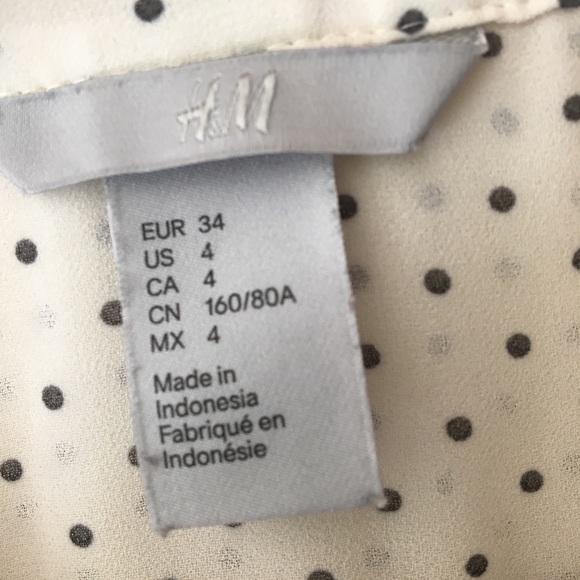 H&M
EUR 34
US 4
CA 4
CN 160/80A
MX 4
Made in
Indonesia
Fabriqué en
Indonésie